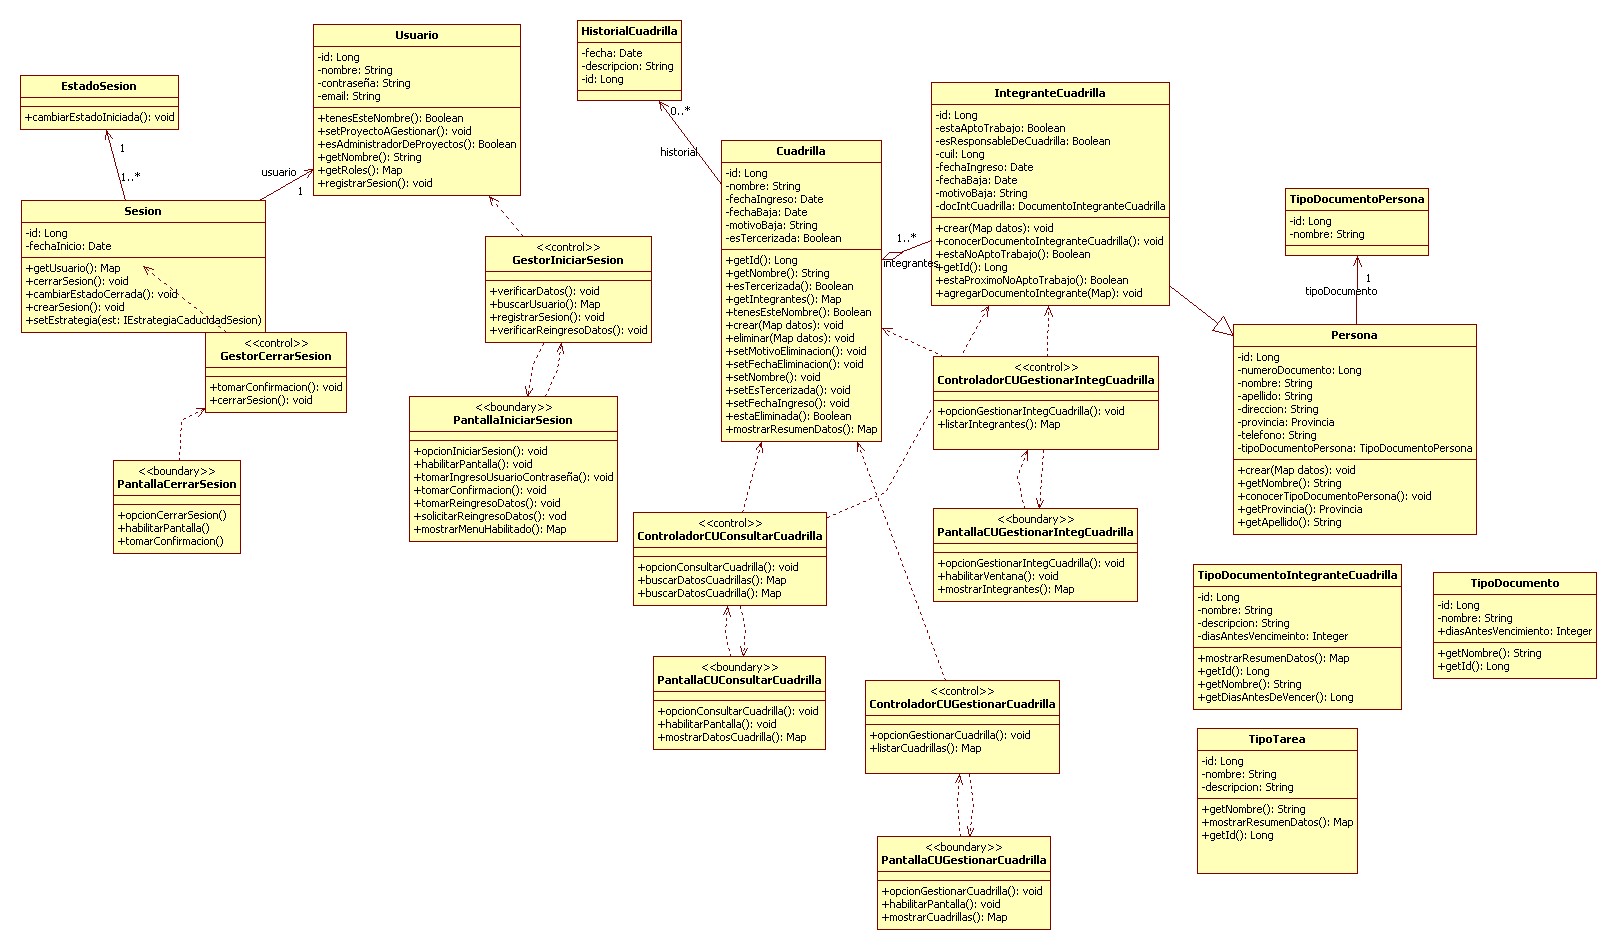 EstadoSesion
+cambiarEstadoIniciada(): void
1
1..*
Sesion
-id: Long
-fechaInicio: Date
+getUsuario(): Map
+cerrarSesion(): void
+cambiarEstadoCerrada(): void
+crearSesion(): void
+setEstrategia(est: IEstrategiaCaducidadSesion)
usuario
1
Usuario
-id: Long
-nombre: String
-contraseña: String
-email: String
+tenesEsteNombre(): Boolean
+setProyectoAGestionar(): void
+esAdministradorDeProyectos(): Boolean
+getNombre(): String
+getRoles(): Map
+registrarSesion(): void
<<control>>
GestorCerrarSesion
+tomarConfirmacion(): void
+cerrarSesion(): void
<<boundary>>
PantallaCerrarSesion
+opcionCerrarSesion()
+habilitarPantalla()
+tomarConfirmacion()
<<control>>
GestorIniciarSesion
+verificarDatos(): void
+buscarUsuario(): Map
+registrarSesion(): void
+verificarReingresoDatos(): void
<<boundary>>
PantallaIniciarSesion
+opcionIniciarSesion(): void
+habilitarPantalla(): void
+tomarIngresoUsuarioContraseña(): void
+tomarConfirmacion(): void
+tomarReingresoDatos(): void
+solicitarReingresoDatos(): vod
+mostrarMenuHabilitado(): Map
HistorialCuadrilla
-fecha: Date
-descripcion: String
-id: Long
0..*
historial
Cuadrilla
-id: Long
-nombre: String
-fechaIngreso: Date
-fechaBaja: Date
-motivoBaja: String
-esTercerizada: Boolean
+getId(): Long
+getNombre(): String
+esTercerizada(): Boolean
+getIntegrantes(): Map
+tenesEsteNombre(): Boolean
+crear(Map datos): void
+eliminar(Map datos): void
+setMotivoEliminacion(): void
+setFechaEliminacion(): void
+setNombre(): void
+setEsTercerizada(): void
+setFechaIngreso(): void
+estaEliminada(): Boolean
+mostrarResumenDatos(): Map
1..*
integrantes
IntegranteCuadrilla
-id: Long
-estaAptoTrabajo: Boolean
-esResponsableDeCuadrilla: Boolean
-cuil: Long
-fechaIngreso: Date
-fechaBaja: Date
-motivoBaja: String
-docIntCuadrilla: DocumentoIntegranteCuadrilla
+crear(Map datos): void
+conocerDocumentoIntegranteCuadrilla(): void
+estaNoAptoTrabajo(): Boolean
+getId(): Long
+estaProximoNoAptoTrabajo(): Boolean
+agregarDocumentoIntegrante(Map): void
TipoDocumentoPersona
-id: Long
-nombre: String
1
tipoDocumento
Persona
-id: Long
-numeroDocumento: Long
-nombre: String
-apellido: String
-direccion: String
-provincia: Provincia
-telefono: String
-tipoDocumentoPersona: TipoDocumentoPersona
+crear(Map datos): void
+getNombre(): String
+conocerTipoDocumentoPersona(): void
+getProvincia(): Provincia
+getApellido(): String
<<control>>
ControladorCUGestionarIntegCuadrilla
+opcionGestionarIntegCuadrilla(): void
+listarIntegrantes(): Map
<<boundary>>
PantallaCUGestionarIntegCuadrilla
+opcionGestionarIntegCuadrilla(): void
+habilitarVentana(): void
+mostrarIntegrantes(): Map
<<control>>
ControladorCUConsultarCuadrilla
+opcionConsultarCuadrilla(): void
+buscarDatosCuadrillas(): Map
+buscarDatosCuadrilla(): Map
<<boundary>>
PantallaCUConsultarCuadrilla
+opcionConsultarCuadrilla(): void
+habilitarPantalla(): void
+mostrarDatosCuadrilla(): Map
<<control>>
ControladorCUGestionarCuadrilla
+opcionGestionarCuadrilla(): void
+listarCuadrillas(): Map
<<boundary>>
PantallaCUGestionarCuadrilla
+opcionGestionarCuadrilla(): void
+habilitarPantalla(): void
+mostrarCuadrillas(): Map
TipoDocumentoIntegranteCuadrilla
-id: Long
-nombre: String
-descripcion: String
-diasAntesVencimeinto: Integer
+mostrarResumenDatos(): Map
+getId(): Long
+getNombre(): String
+getDiasAntesDeVencer(): Long
TipoDocumento
-id: Long
-nombre: String
+diasAntesVencimiento: Integer
+getNombre(): String
+getId(): Long
TipoTarea
-id: Long
-nombre: String
-descripcion: String
+getNombre(): String
+mostrarResumenDatos(): Map
+getId(): Long